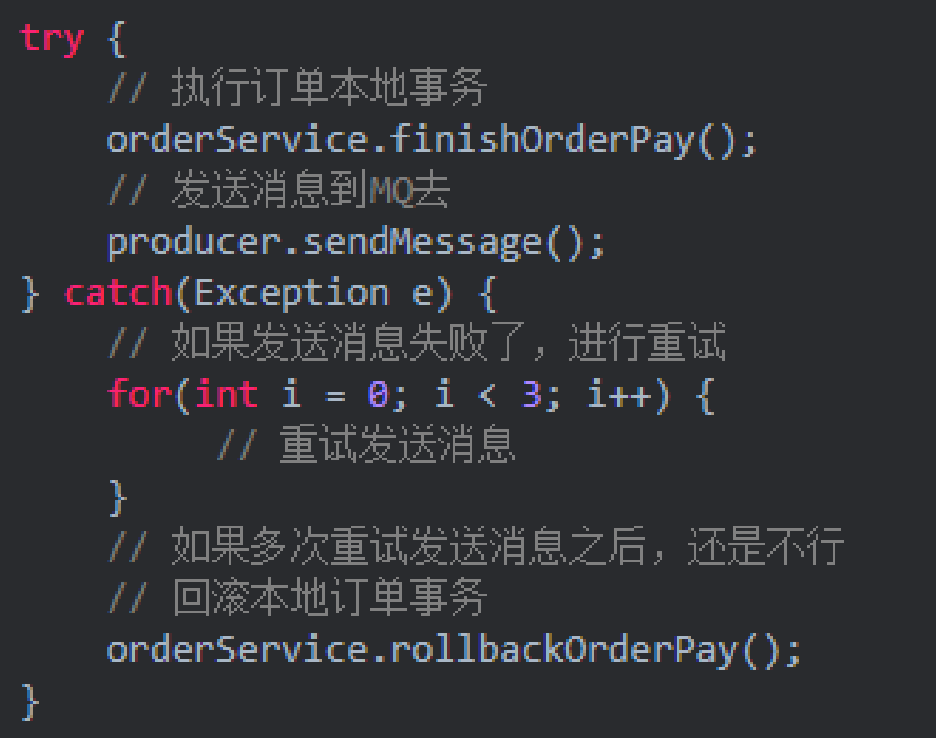 try {
    // 执行订单本地事务
    orderService.finishOrderPay();
    // 发送消息到MQ去
    producer.sendMessage();
} catch(Exception e) {
    // 如果发送消息失败了，进行重试
    for(int i = 0; i < 3; i++) {
         // 重试发送消息
    }
    // 如果多次重试发送消息之后，还是不行
    // 回滚本地订单事务
    orderService.rollbackOrderPay();
}